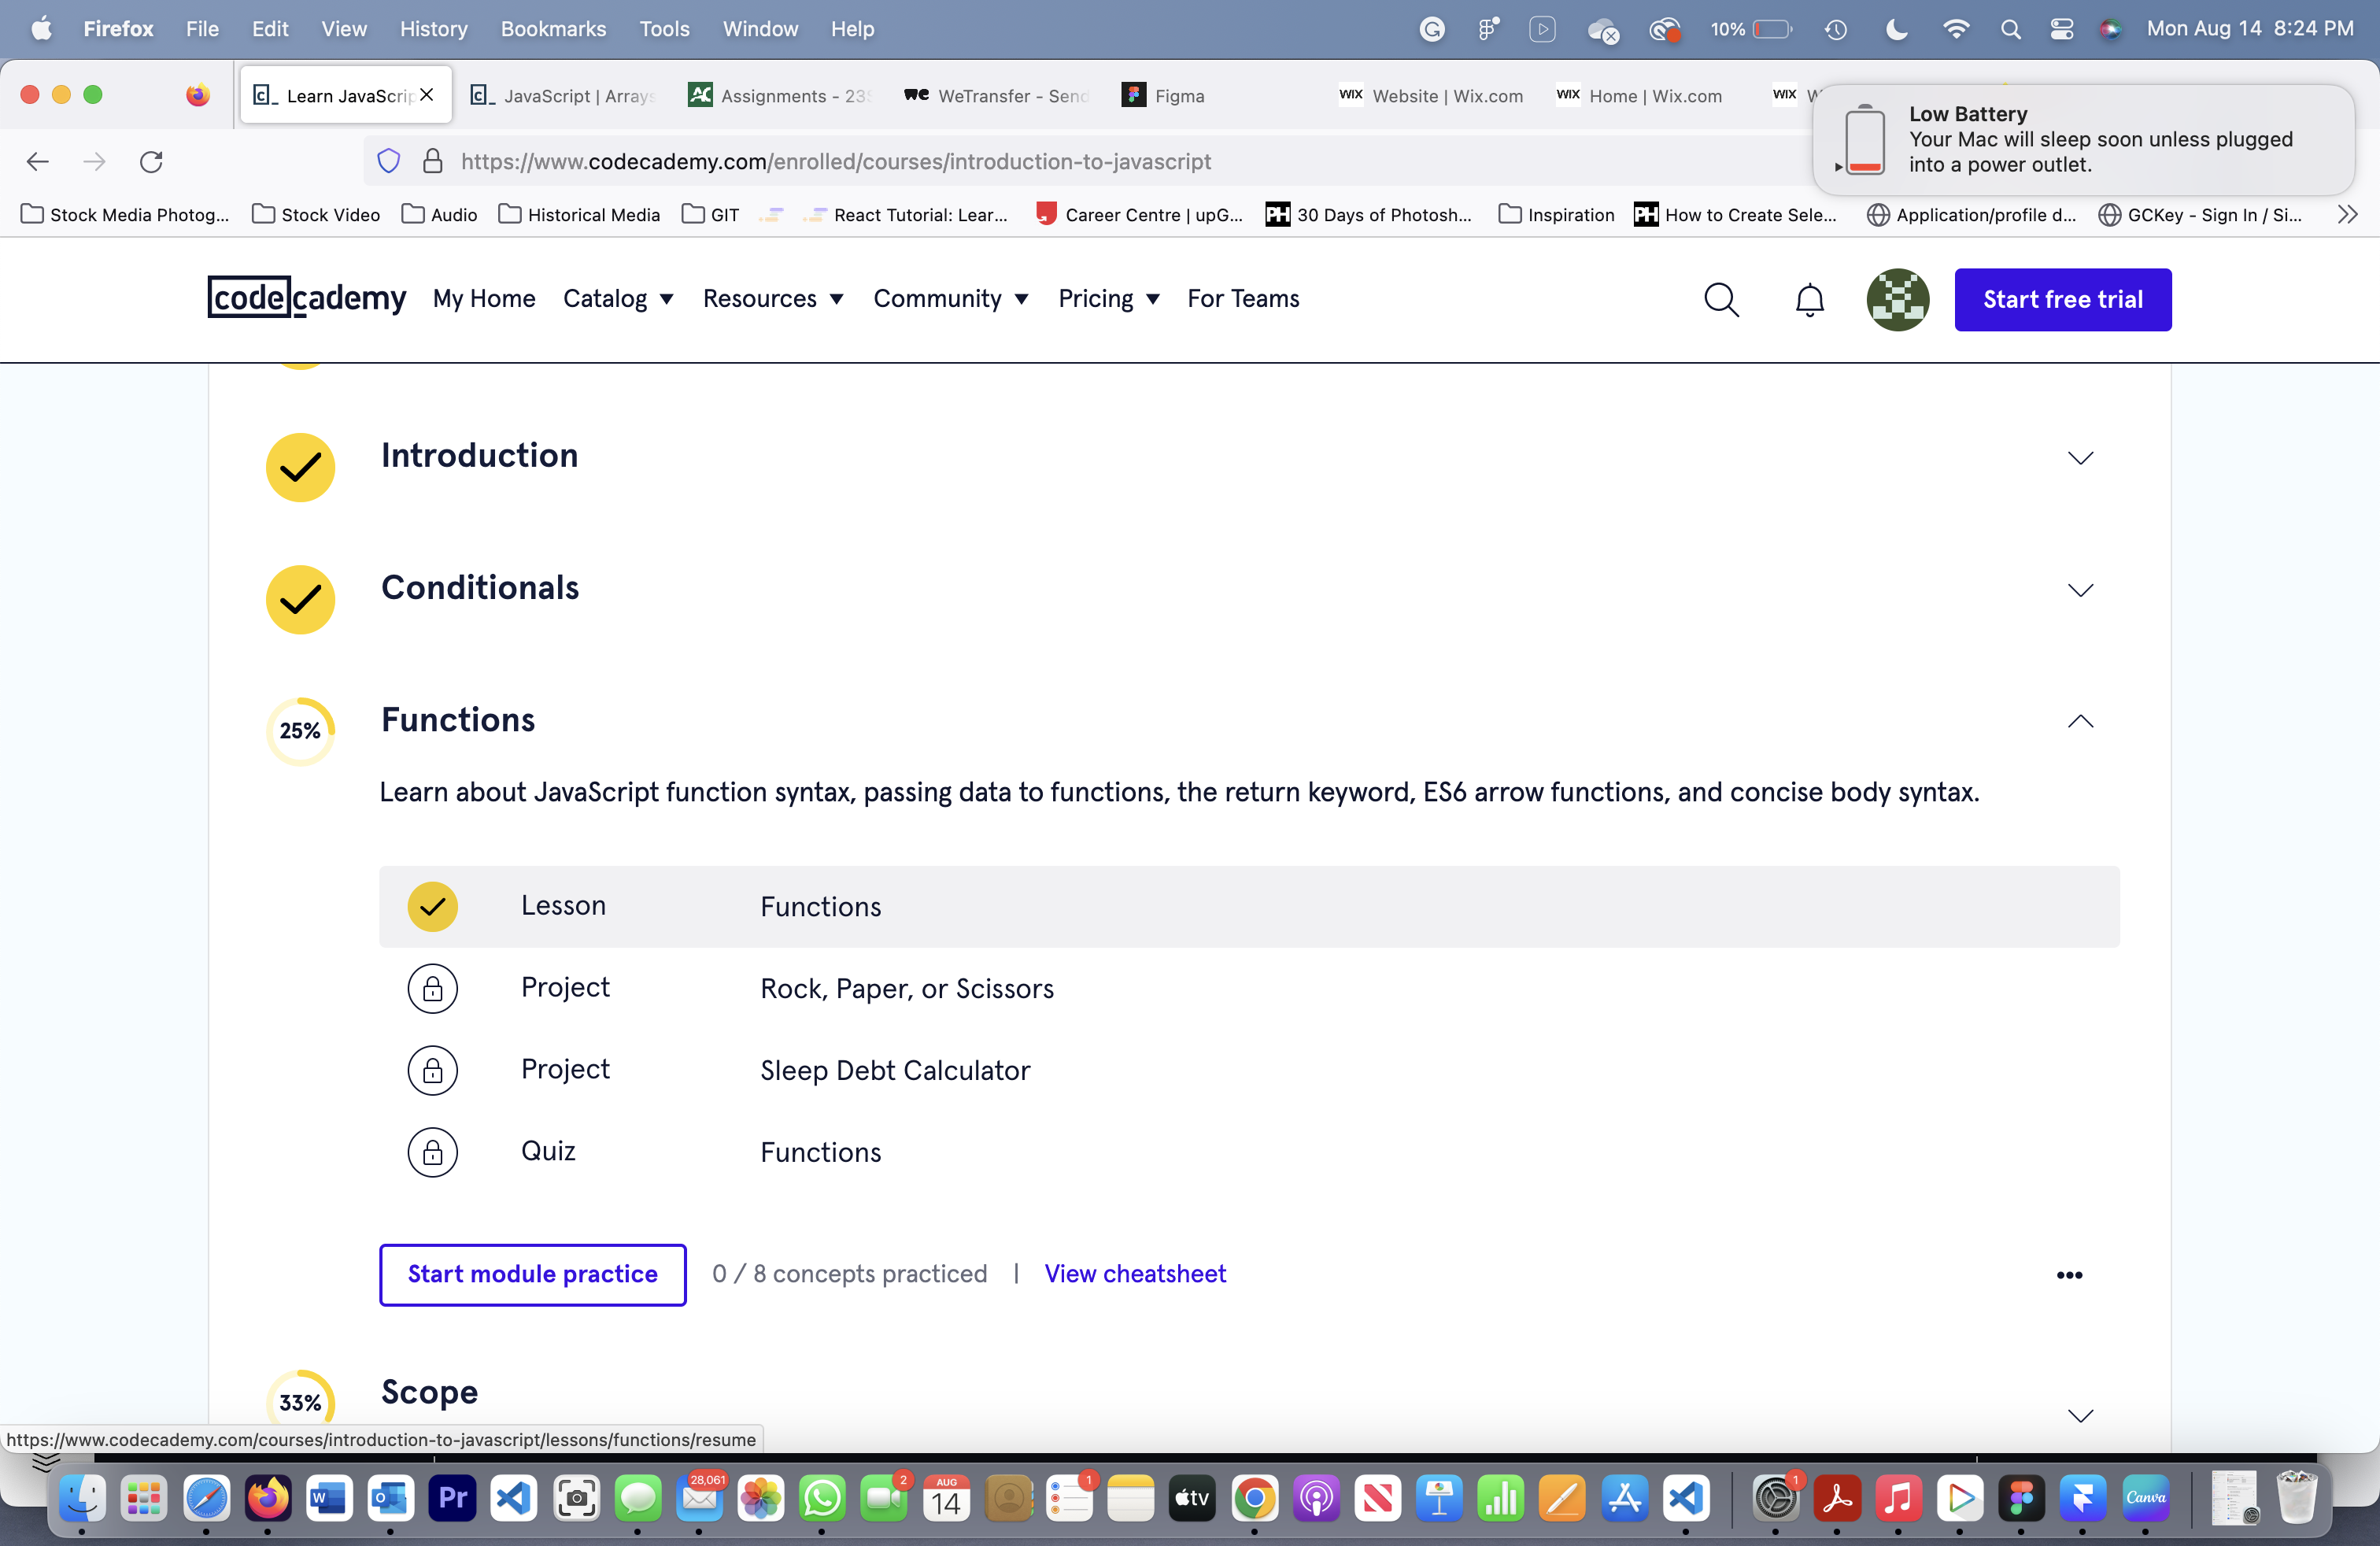 Firefox File Edit View History Bookmarks Tools Window Help 10% Mon Aug 14 8:24 PM
Learn JavaScrip JavaScript | Arrays Assignments - 23S WeTransfer - Send Figma Website | Wix.com Home | Wix.com
Low Battery
Your Mac will sleep soon unless plugged
into a power outlet.
https://www.codecademy.com/enrolled/courses/introduction-to-javascript
Stock Media Photog... Stock Video Audio Historical Media GIT React Tutorial: Lear... Career Centre | upG... 30 Days of Photosh... Inspiration How to Create Sele... Application/profile d... GCKey - Sign In / Si...
codecademy My Home Catalog Resources Community Pricing For Teams Start free trial
Introduction
Conditionals
25% Functions
Learn about JavaScript function syntax, passing data to functions, the return keyword, ES6 arrow functions, and concise body syntax.
Lesson Functions
Project Rock, Paper, or Scissors
Project Sleep Debt Calculator
Quiz Functions
Start module practice 0 / 8 concepts practiced | View cheatsheet
33% Scope
https://www.codecademy.com/courses/introduction-to-javascript/lessons/functions/resume
28,061 2 AUG 14 1 tv 1 Pr Canva